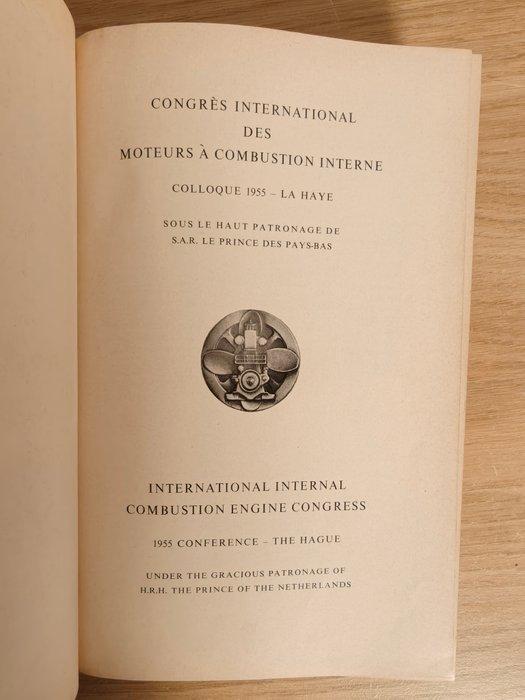 CONGRÈS INTERNATIONAL
DES
MOTEURS À COMBUSTION INTERNE
COLLOQUE 1955 – LA HAYE
SOUS LE HAUT PATRONAGE DE
S.A.R. LE PRINCE DES PAYS-BAS
INTERNATIONAL INTERNAL
COMBUSTION ENGINE CONGRESS
1955 CONFERENCE – THE HAGUE
UNDER THE GRACIOUS PATRONAGE OF
H.R.H. THE PRINCE OF THE NETHERLANDS